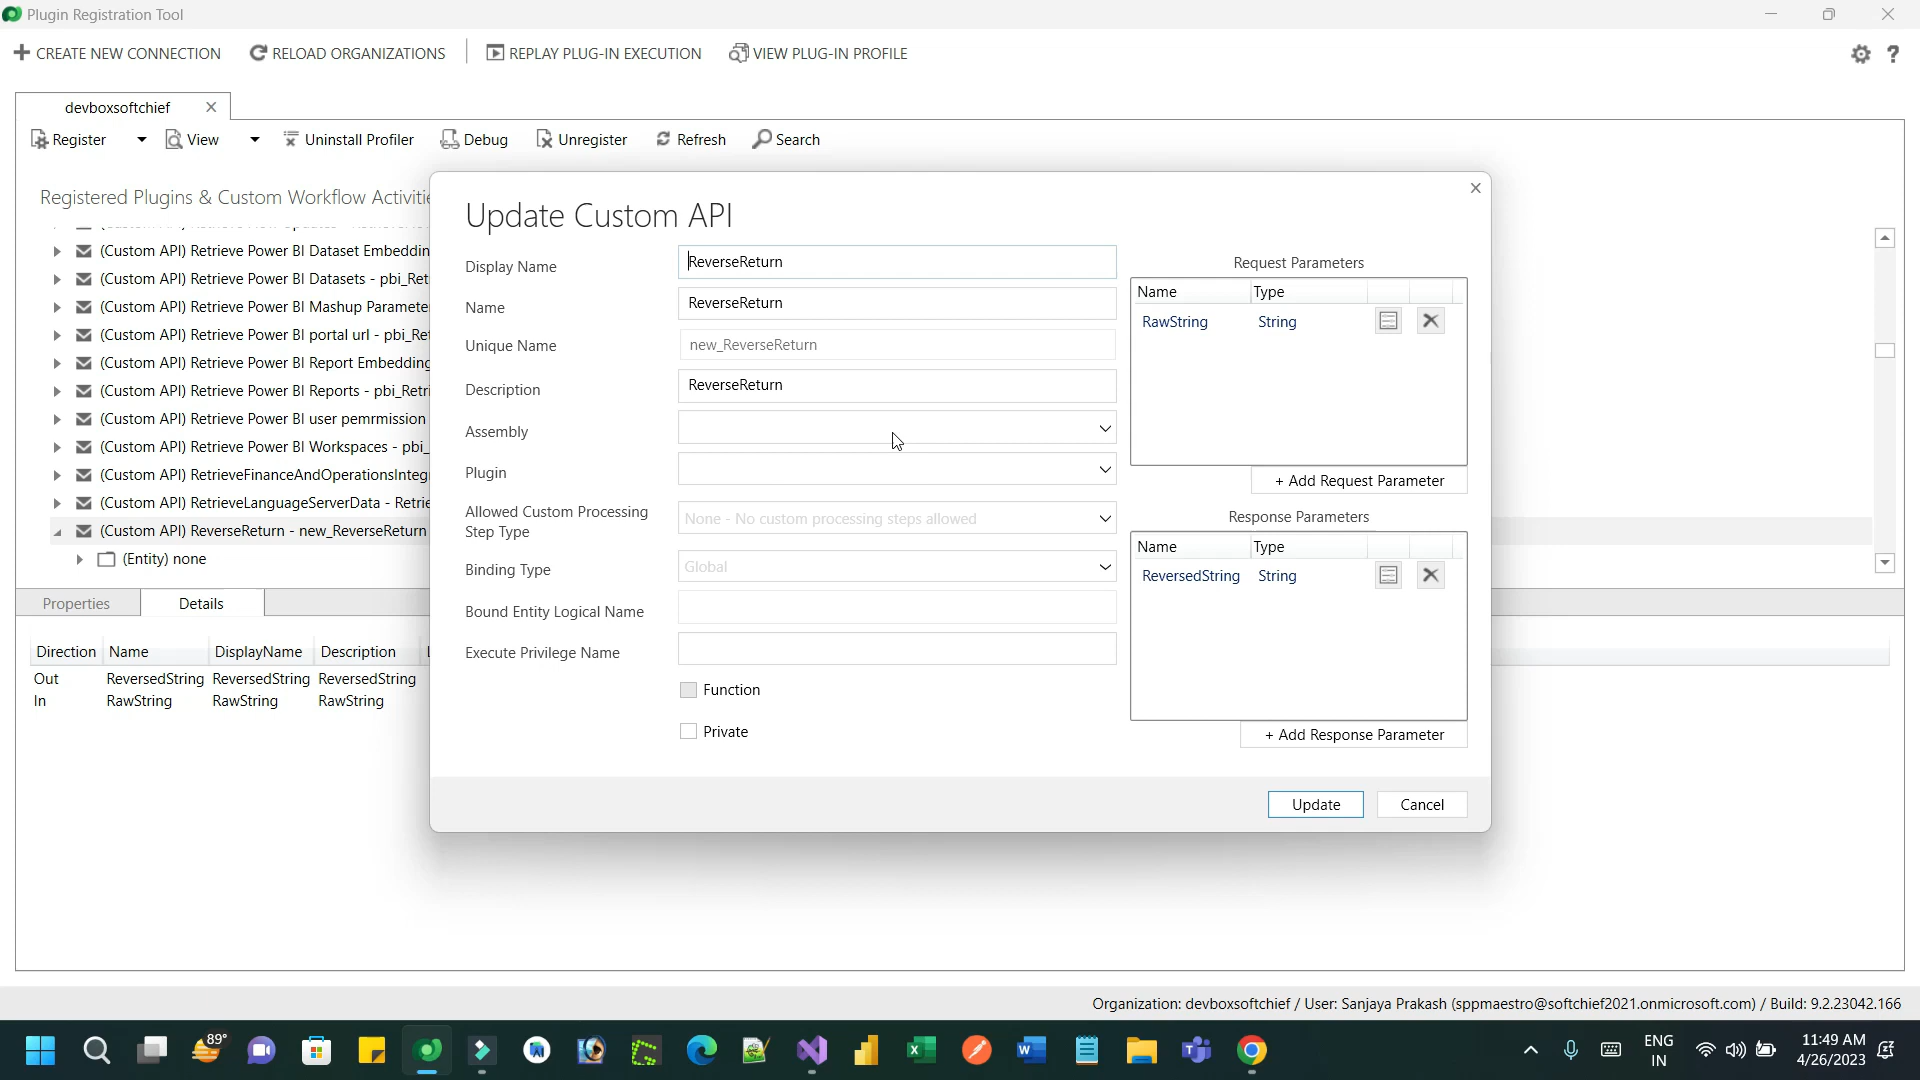 Plugin Registration Tool
CREATE NEW CONNECTION
RELOAD ORGANIZATIONS
REPLAY PLUG-IN EXECUTION
VIEW PLUG-IN PROFILE
devboxsoftchief
Register
View
Uninstall Profiler
Debug
Unregister
Refresh
Search
Registered Plugins & Custom Workflow Activitie
(Custom API) Retrieve Power BI Dataset Embeddin
(Custom API) Retrieve Power BI Datasets - pbi_Ret
(Custom API) Retrieve Power BI Mashup Paramete
(Custom API) Retrieve Power BI portal url - pbi_Ret
(Custom API) Retrieve Power BI Report Embedding
(Custom API) Retrieve Power BI Reports - pbi_Retri
(Custom API) Retrieve Power BI user pemrmission
(Custom API) Retrieve Power BI Workspaces - pbi_
(Custom API) RetrieveFinanceAndOperationsInteg
(Custom API) RetrieveLanguageServerData - Retrie
(Custom API) ReverseReturn - new_ReverseReturn
(Entity) none
Update Custom API
Display Name
ReverseReturn
Name
ReverseReturn
Unique Name
new_ReverseReturn
Description
ReverseReturn
Assembly
Plugin
Allowed Custom Processing
Step Type
None - No custom processing steps allowed
Binding Type
Global
Bound Entity Logical Name
Execute Privilege Name
Function
Private
Request Parameters
Name Type
RawString String
+ Add Request Parameter
Response Parameters
Name Type
ReversedString String
+ Add Response Parameter
Update
Cancel
Properties
Details
Direction Name DisplayName Description
Out ReversedString ReversedString ReversedString
In RawString RawString RawString
Organization: devboxsoftchief / User: Sanjaya Prakash (sppmaestro@softchief2021.onmicrosoft.com) / Build: 9.2.23042.166
89°
ENG
IN
11:49 AM
4/26/2023